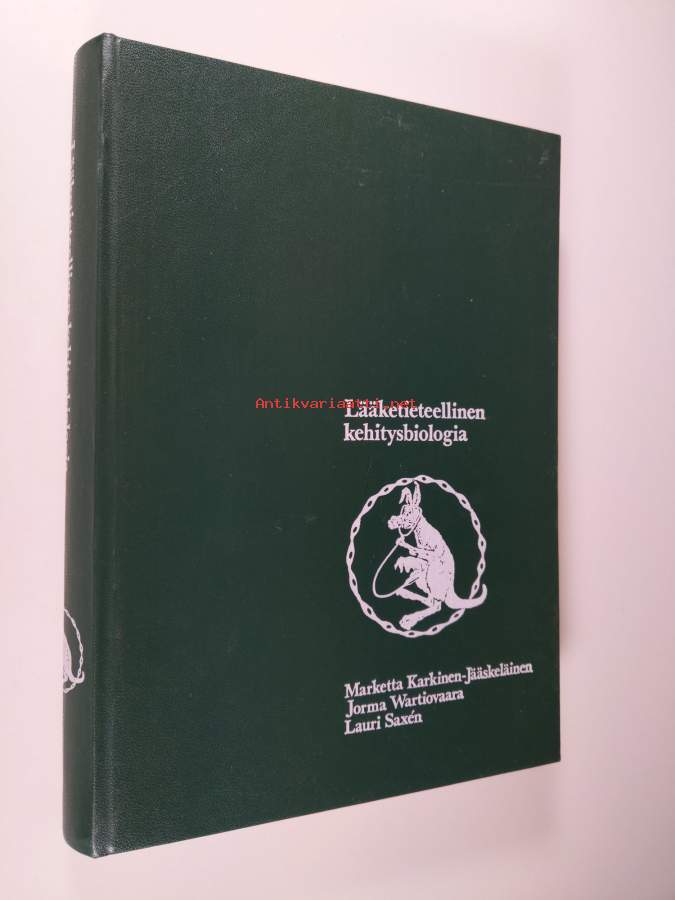 Antikvariaatti.net
Lääketieteellinen
kehitysbiologia
Marketta Karkinen-Jääskeläinen
Jorma Wartiovaara
Lauri Saxén